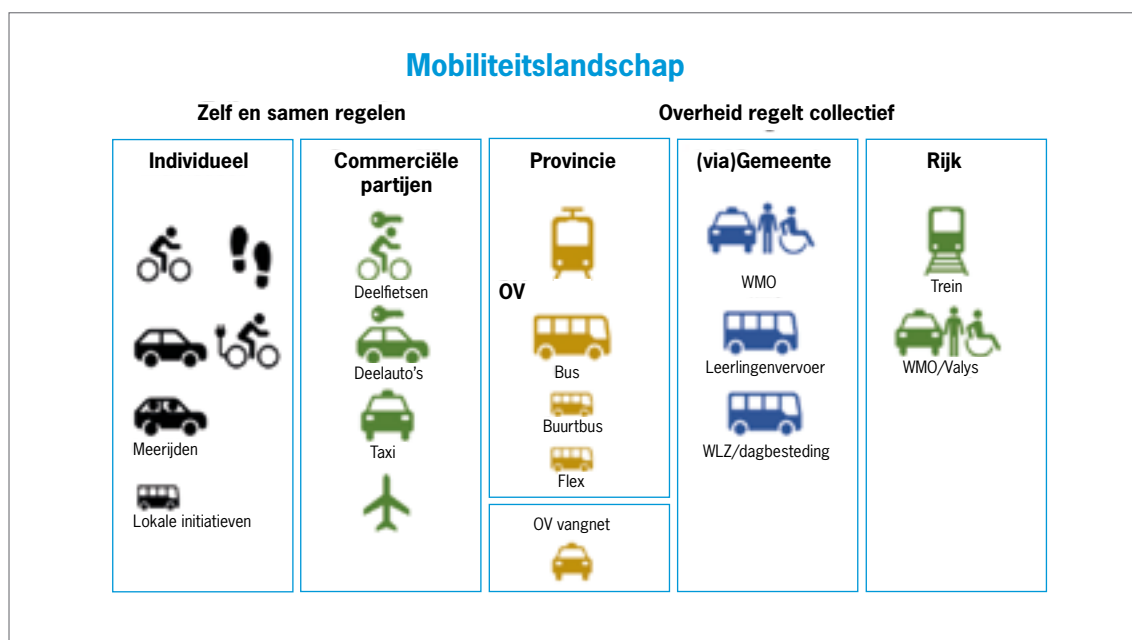 Mobiliteitslandschap
Zelf en samen regelen
Overheid regelt collectief
Individueel
Meerijden
Lokale initiatieven
Commerciële
partijen
Deelfietsen
Deelauto's
Taxi
Provincie
OV
Bus
Buurtbus
Flex
OV vangnet
(via)Gemeente
WMO
Leerlingenvervoer
WLZ/dagbesteding
Rijk
Trein
WMO/Valys